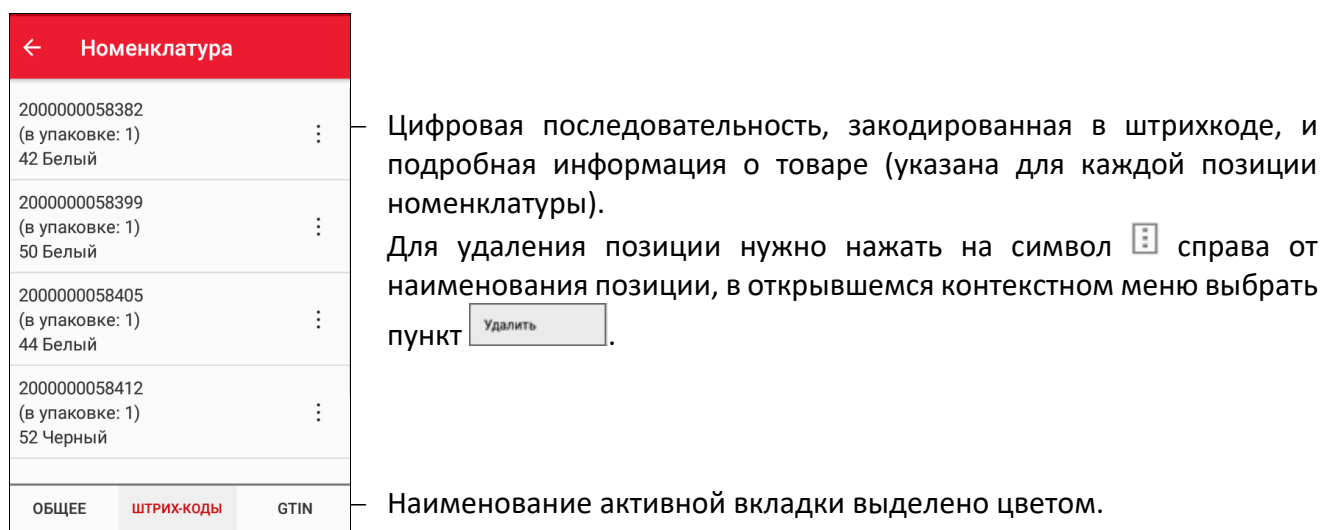 Номенклатура
2000000058382
(в упаковке: 1)
42 Белый
2000000058399
(в упаковке: 1)
50 Белый
2000000058405
(в упаковке: 1)
44 Белый
2000000058412
(в упаковке: 1)
52 Черный
ОБЩЕЕ ШТРИХ-КОДЫ GTIN
Цифровая последовательность, закодированная в штрихкоде, и
подробная информация о товаре (указана для каждой позиции
номенклатуры).
Для удаления позиции нужно нажать на символ справа от
наименования позиции, в открывшемся контекстном меню выбрать
пункт Удалить .
Наименование активной вкладки выделено цветом.